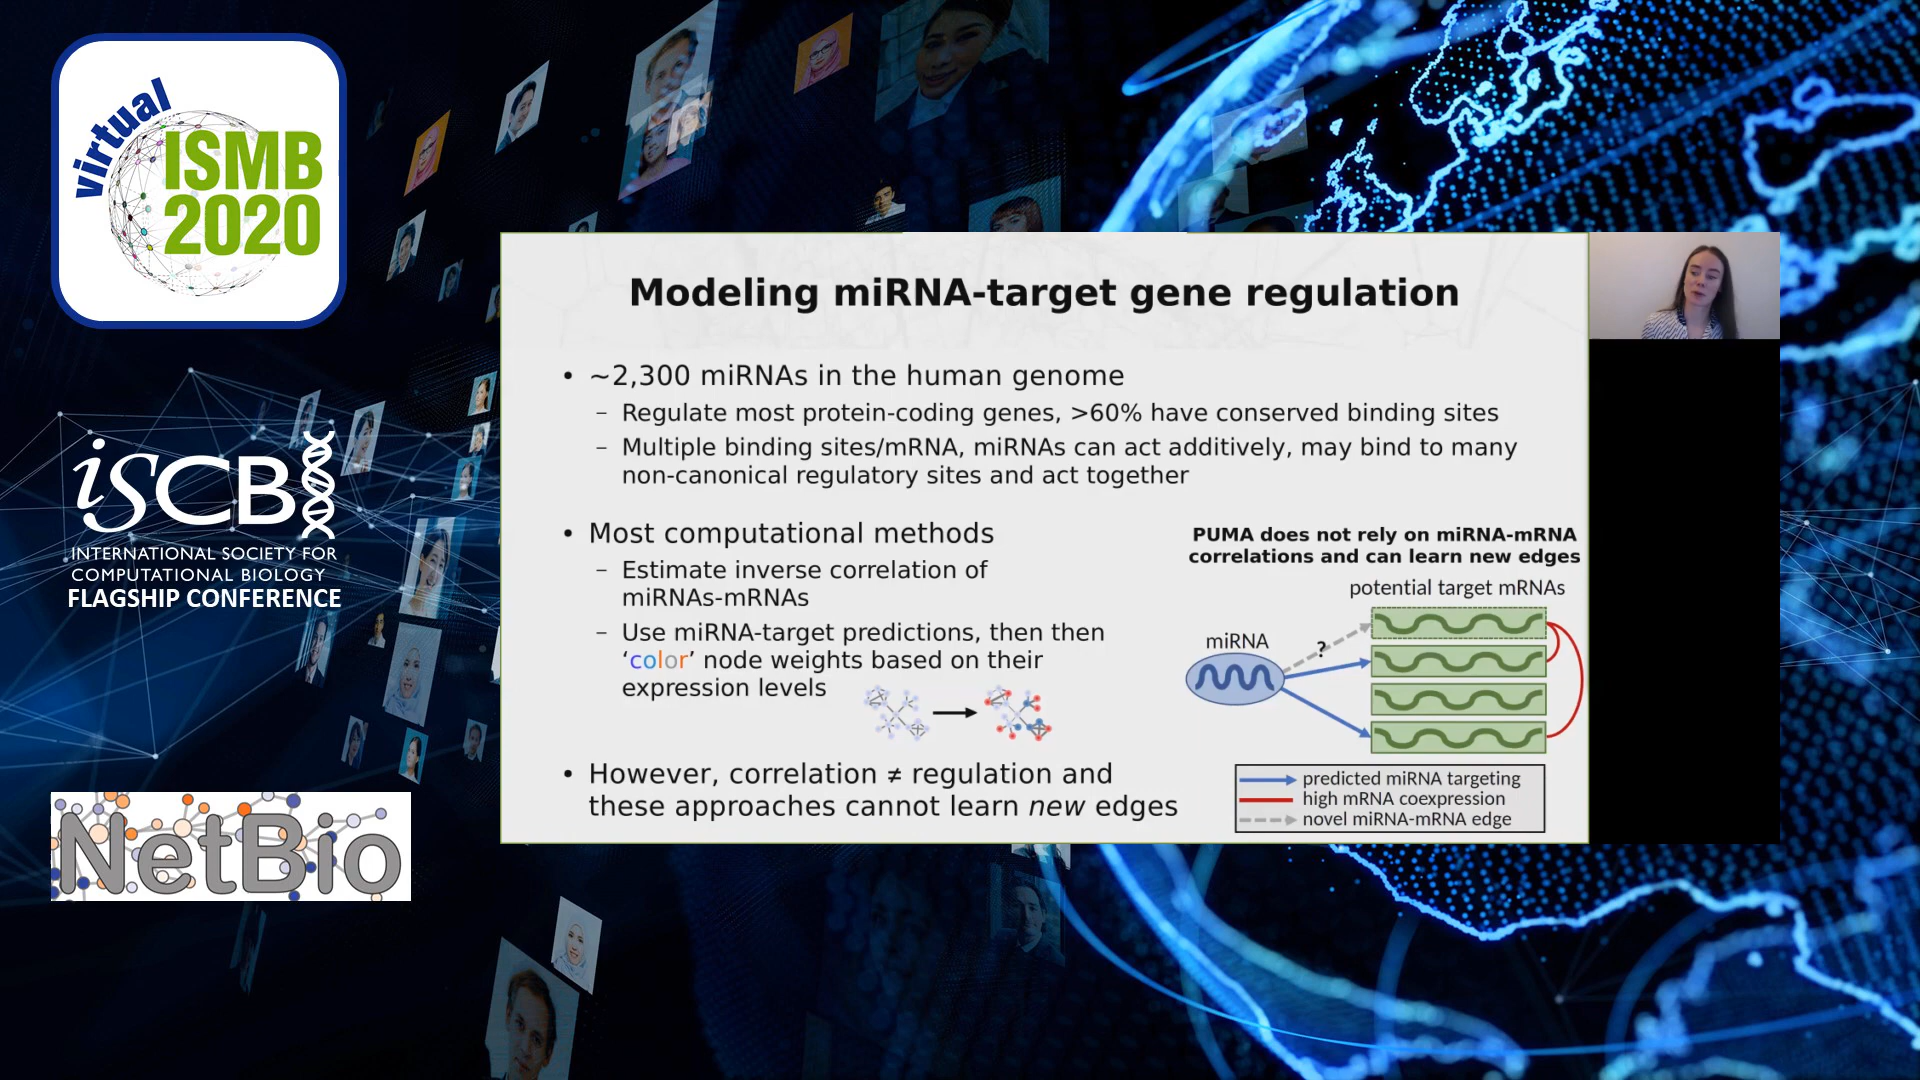 virtual
ISMB
2020
iSCB
INTERNATIONAL SOCIETY FOR
COMPUTATIONAL BIOLOGY
FLAGSHIP CONFERENCE
NetBio
Modeling miRNA-target gene regulation
• ~2,300 miRNAs in the human genome
– Regulate most protein-coding genes, >60% have conserved binding sites
– Multiple binding sites/mRNA, miRNAs can act additively, may bind to many
non-canonical regulatory sites and act together
• Most computational methods
– Estimate inverse correlation of
miRNAs-mRNAs
– Use miRNA-target predictions, then then
‘color’ node weights based on their
expression levels
• However, correlation ≠ regulation and
these approaches cannot learn new edges
PUMA does not rely on miRNA-mRNA
correlations and can learn new edges
potential target mRNAs
miRNA
?
predicted miRNA targeting
high mRNA coexpression
novel miRNA-mRNA edge